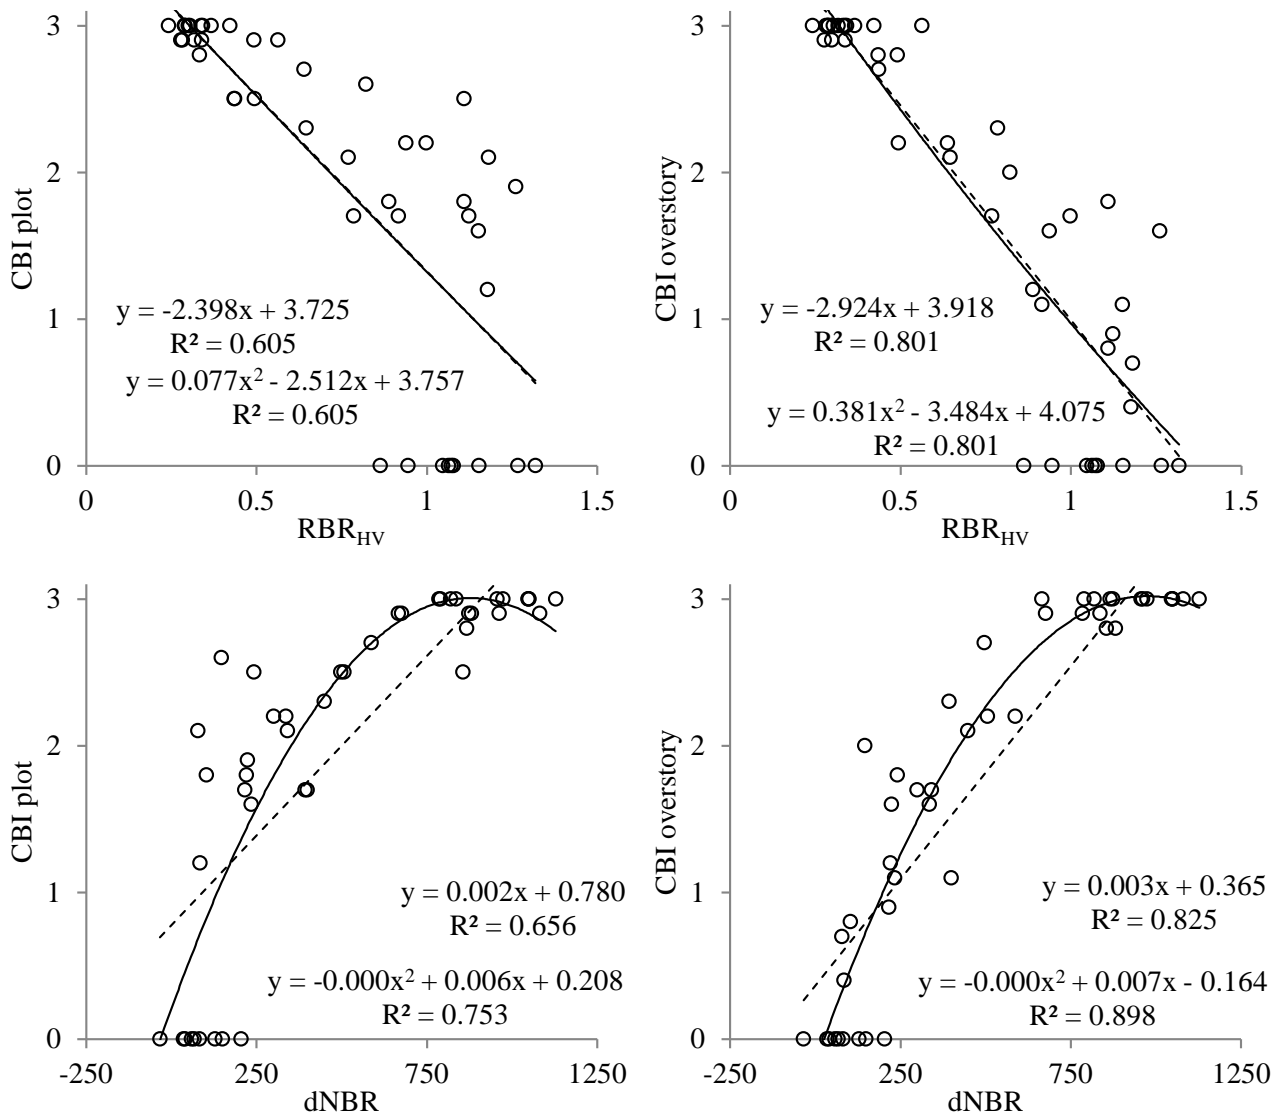 3
2
1
0
CBI plot
y = -2.398x + 3.725
R² = 0.605
y = 0.077x² - 2.512x + 3.757
R² = 0.605
0
0.5
1
1.5
RBR_HV
3
2
1
0
CBI overstory
y = -2.924x + 3.918
R² = 0.801
y = 0.381x² - 3.484x + 4.075
R² = 0.801
0
0.5
1
1.5
RBR_HV
3
2
1
0
CBI plot
y = 0.002x + 0.780
R² = 0.656
y = -0.000x² + 0.006x + 0.208
R² = 0.753
-250
250
750
1250
dNBR
3
2
1
0
CBI overstory
y = 0.003x + 0.365
R² = 0.825
y = -0.000x² + 0.007x - 0.164
R² = 0.898
-250
250
750
1250
dNBR